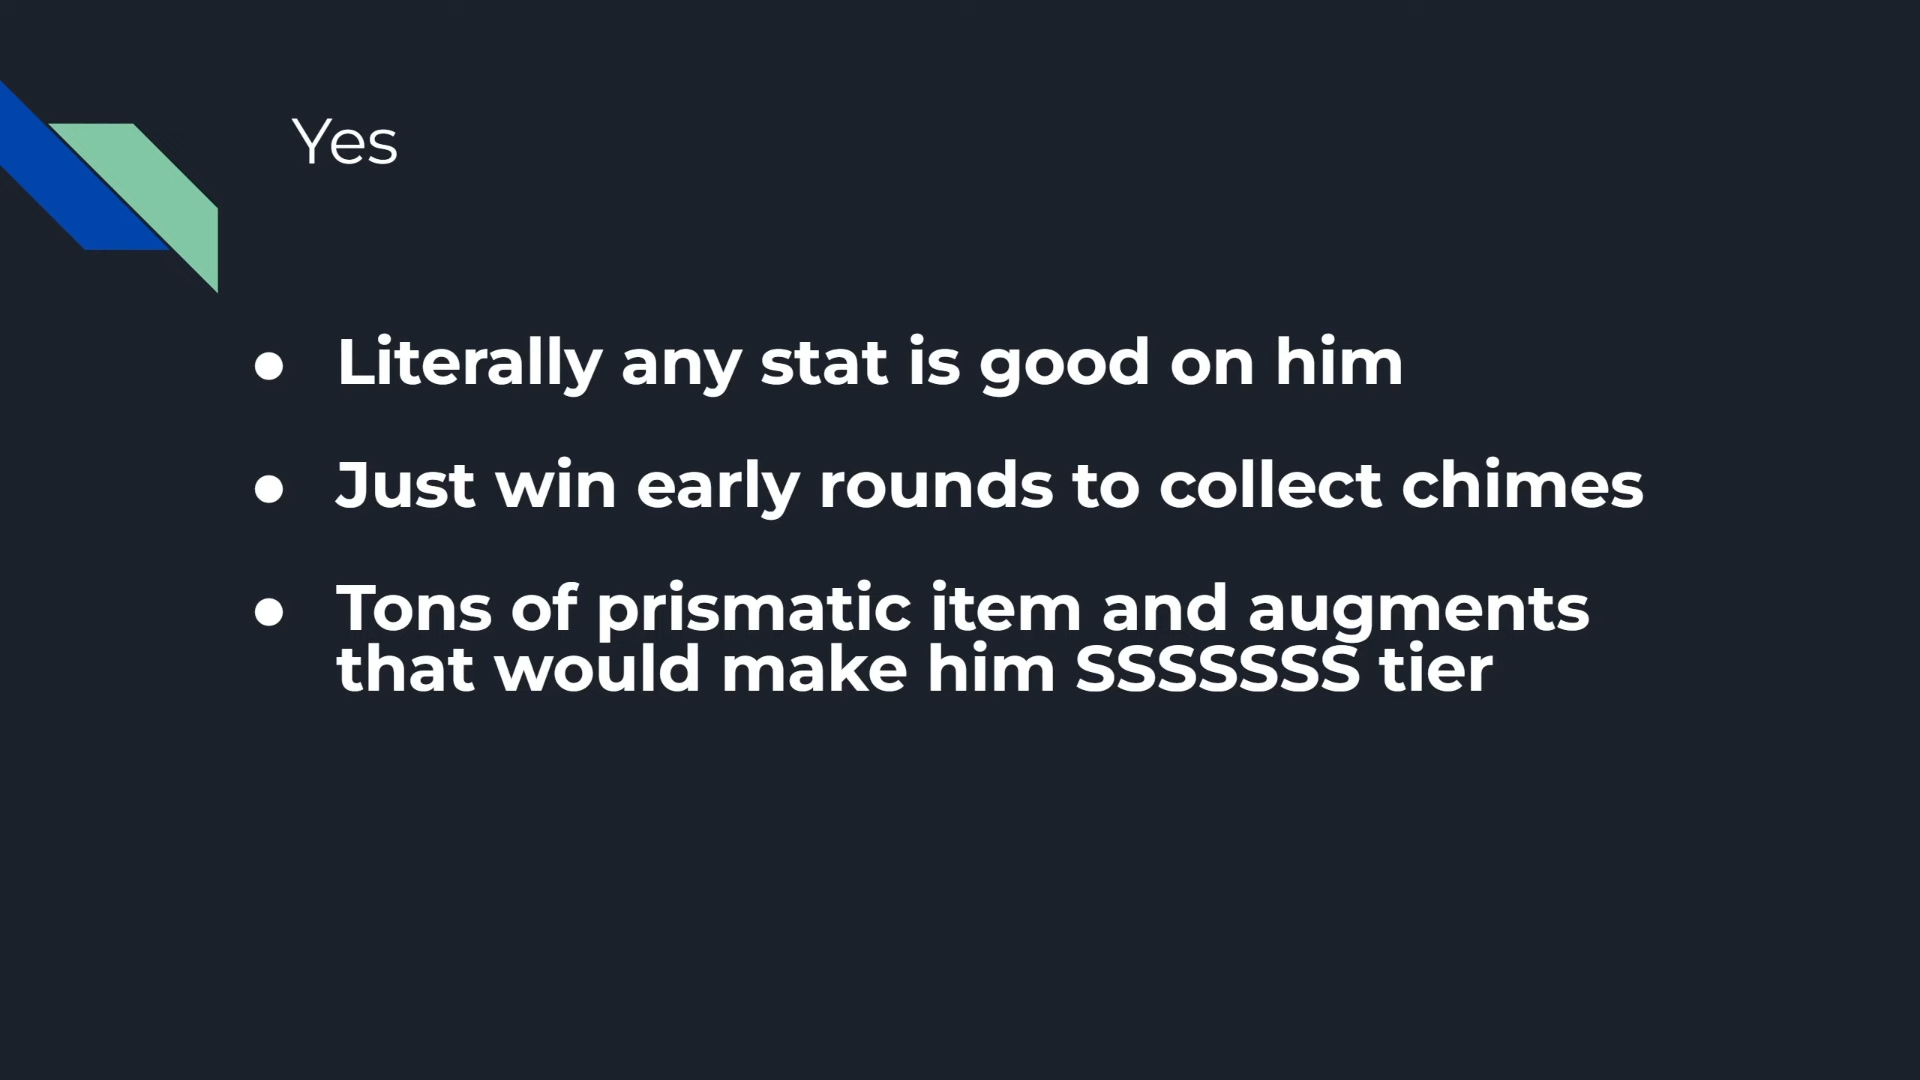 Yes
● Literally any stat is good on him
● Just win early rounds to collect chimes
● Tons of prismatic item and augments
that would make him SSSSSSS tier